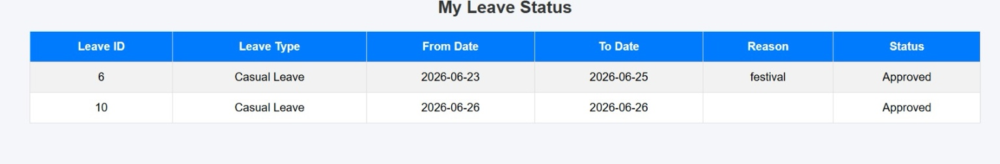 My Leave Status
Leave ID Leave Type From Date To Date Reason Status
6 Casual Leave 2026-06-23 2026-06-25 festival Approved
10 Casual Leave 2026-06-26 2026-06-26 Approved